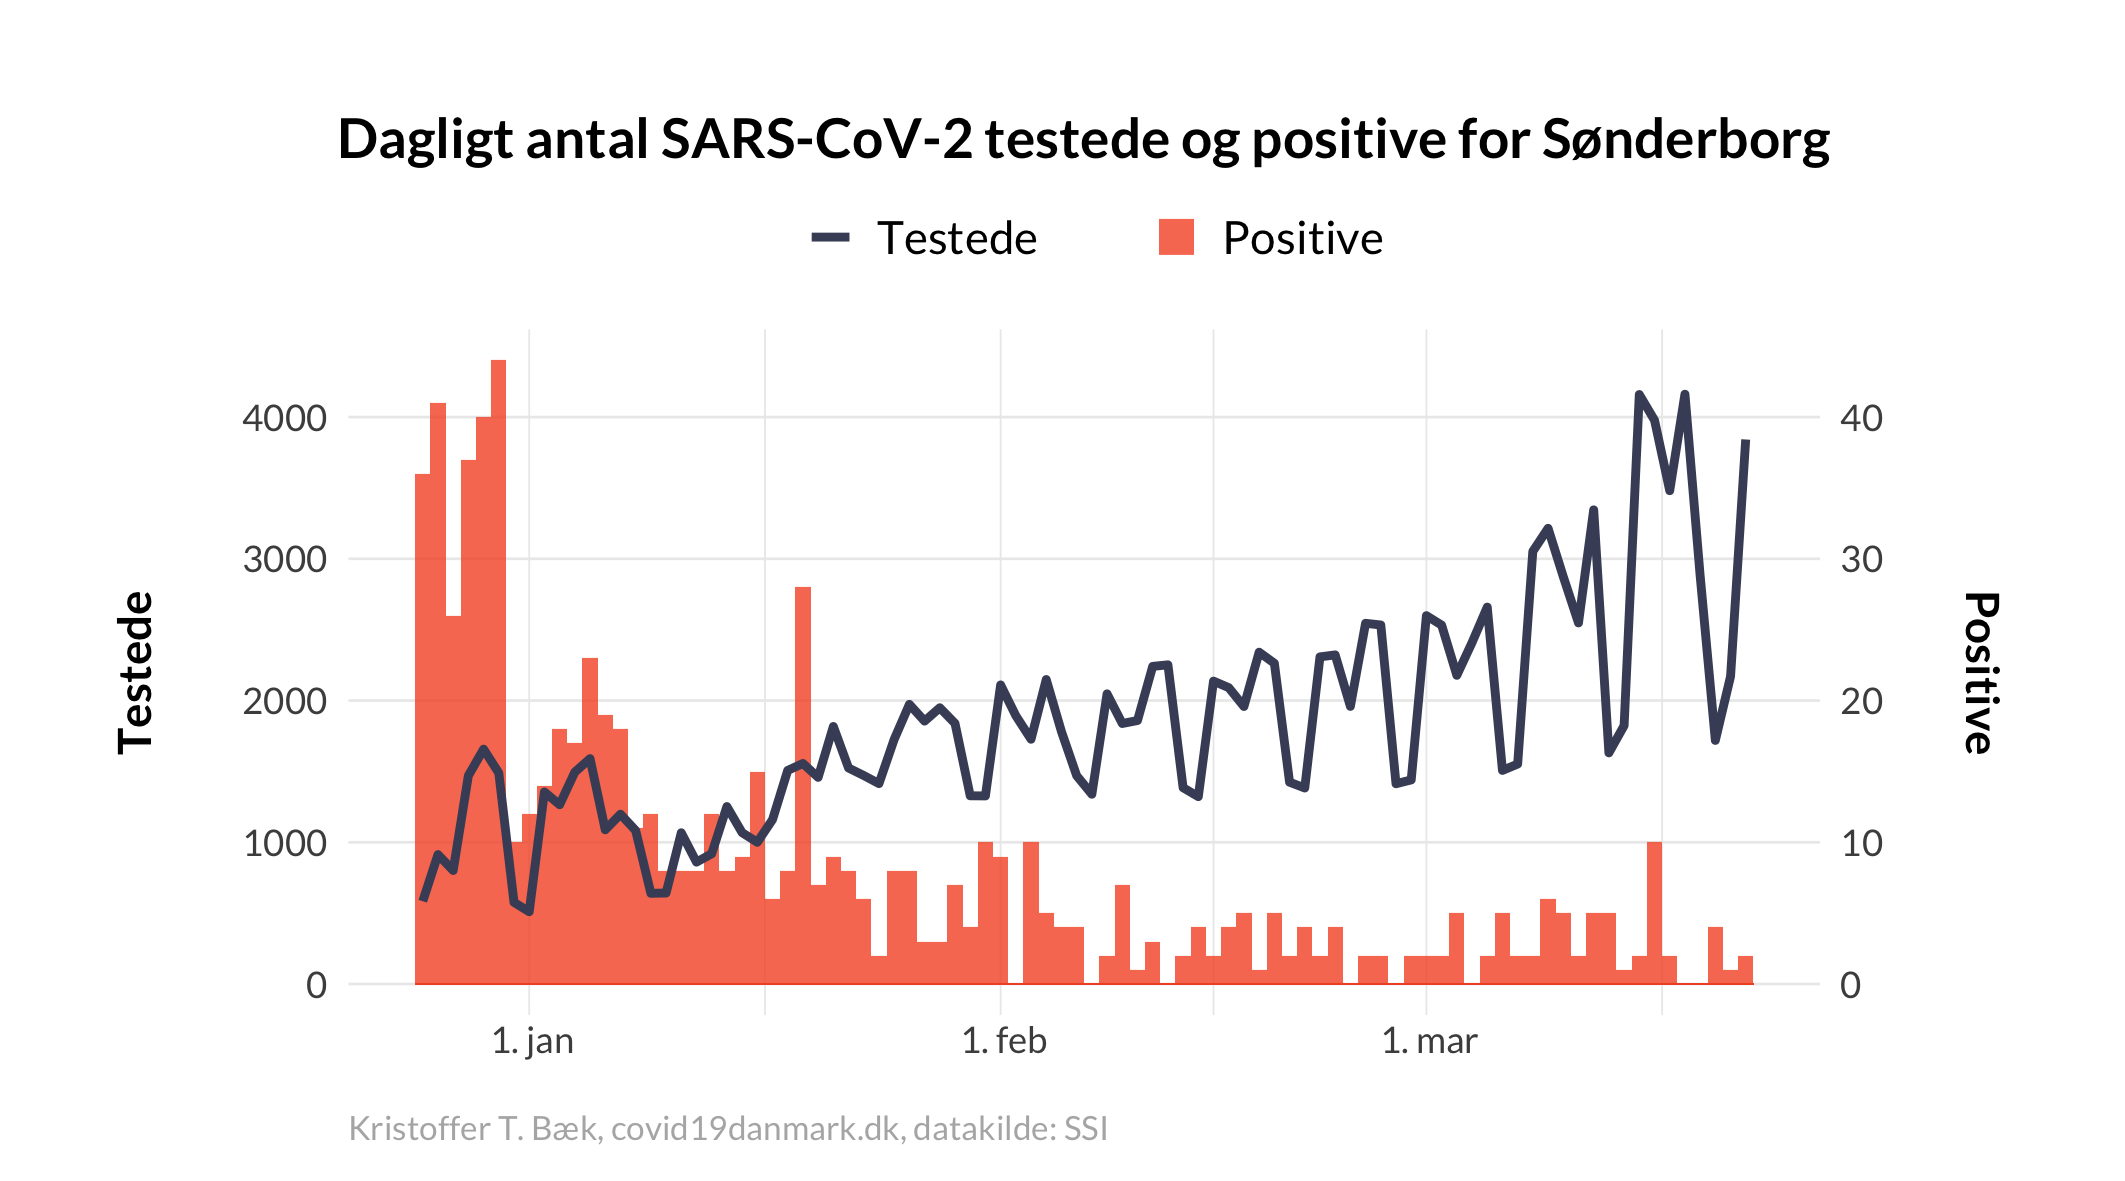 Dagligt antal SARS-CoV-2 testede og positive for Sønderborg
Testede
Positive
4000
3000
2000
1000
0
40
30
20
10
0
Testede
Positive
1. jan
1. feb
1. mar
Kristoffer T. Bæk, covid19danmark.dk, datakilde: SSI